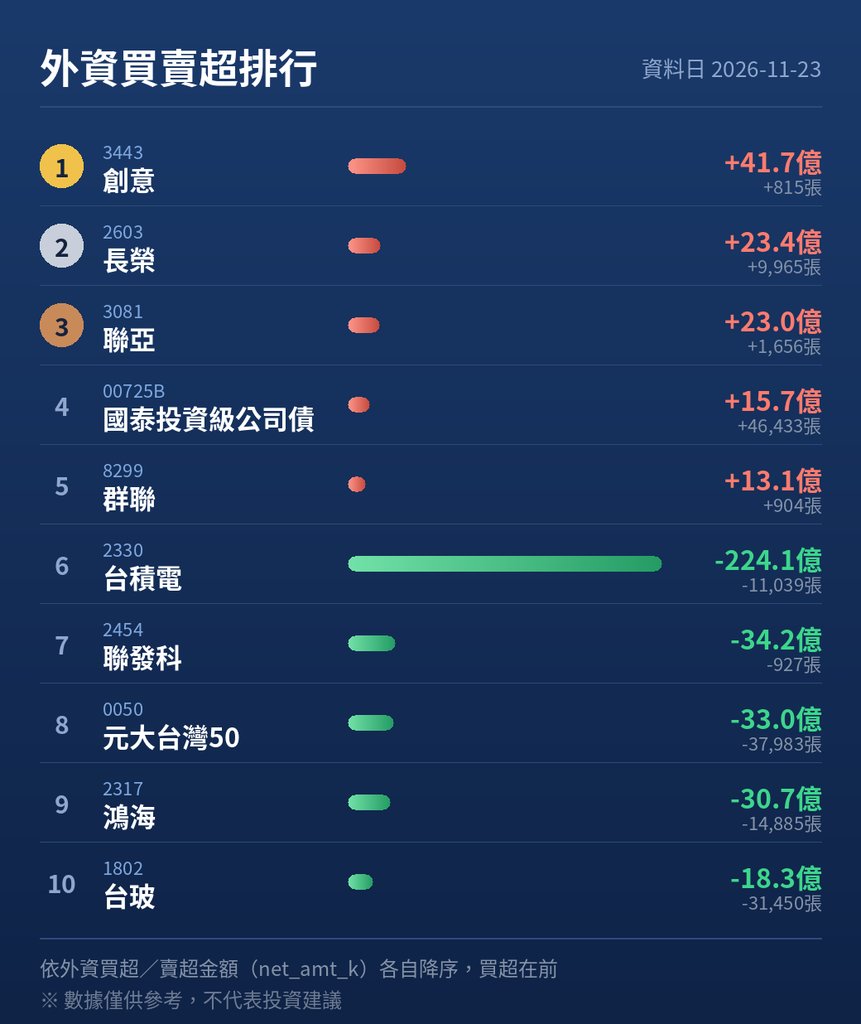 外資買賣超排行
資料日 2026-11-23
1
3443
創意
+41.7億
+815張
2
2603
長榮
+23.4億
+9,965張
3
3081
聯亞
+23.0億
+1,656張
4
00725B
國泰投資級公司債
+15.7億
+46,433張
5
8299
群聯
+13.1億
+904張
6
2330
台積電
-224.1億
-11,039張
7
2454
聯發科
-34.2億
-927張
8
0050
元大台灣50
-33.0億
-37,983張
9
2317
鴻海
-30.7億
-14,885張
10
1802
台玻
-18.3億
-31,450張
依外資買超／賣超金額（net_amt_k）各自降序，買超在前
※ 數據僅供參考，不代表投資建議